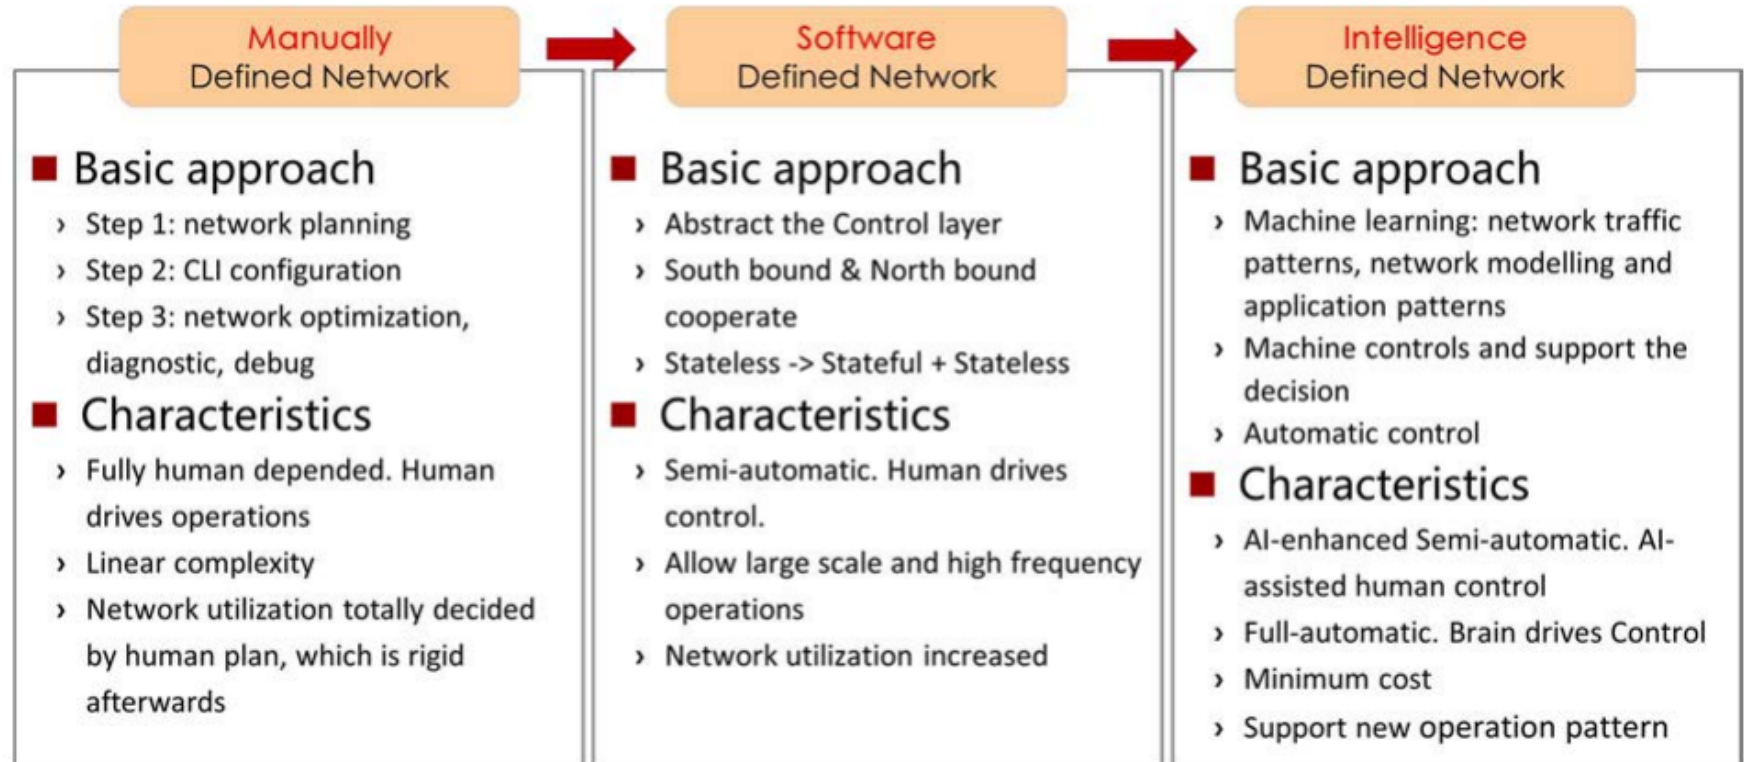 Manually
Defined Network
■ Basic approach
› Step 1: network planning
› Step 2: CLI configuration
› Step 3: network optimization,
diagnostic, debug
■ Characteristics
› Fully human depended. Human
drives operations
› Linear complexity
› Network utilization totally decided
by human plan, which is rigid
afterwards
Software
Defined Network
■ Basic approach
› Abstract the Control layer
› South bound & North bound
cooperate
› Stateless -> Stateful + Stateless
■ Characteristics
› Semi-automatic. Human drives
control.
› Allow large scale and high frequency
operations
› Network utilization increased
Intelligence
Defined Network
■ Basic approach
› Machine learning: network traffic
patterns, network modelling and
application patterns
› Machine controls and support the
decision
› Automatic control
■ Characteristics
› AI-enhanced Semi-automatic. AI-
assisted human control
› Full-automatic. Brain drives Control
› Minimum cost
› Support new operation pattern